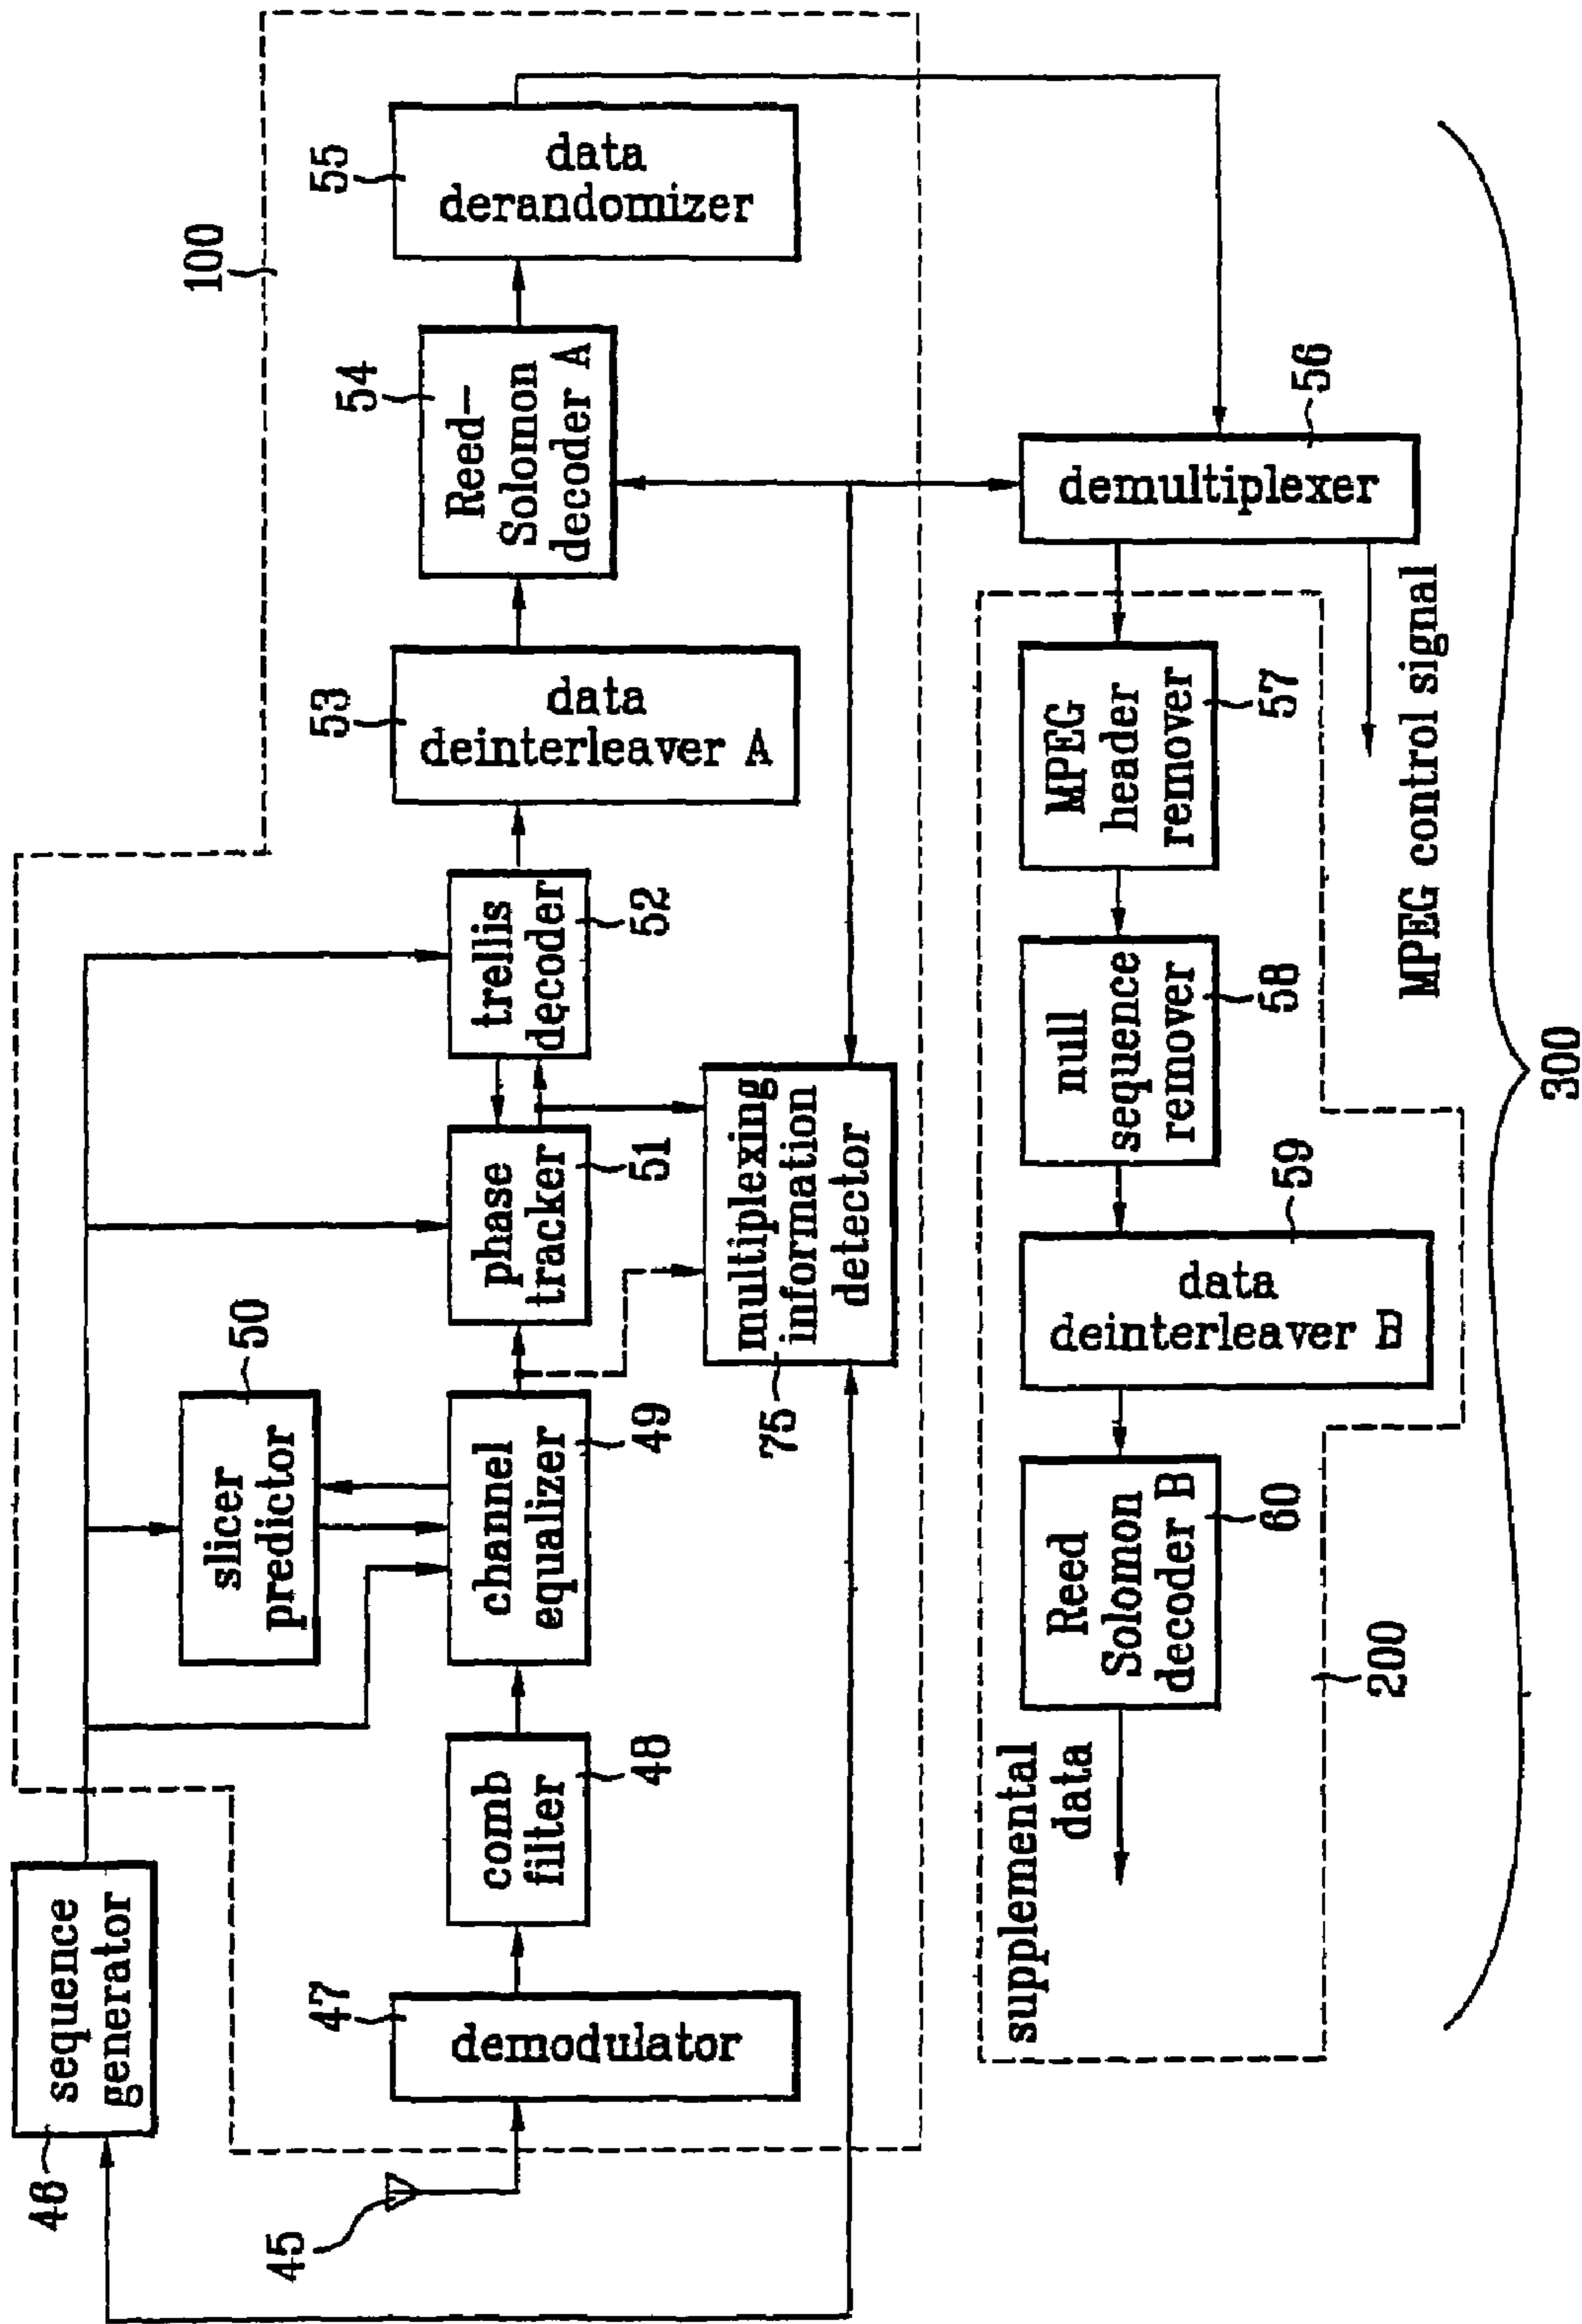 46
sequence
generator
45
47
demodulator
comb
filter
48
slicer
predictor
50
channel
equalizer
49
phase
tracker
51
trellis
decoder
52
53
data
deinterleaver A
54
Reed-
Solomon
decoder A
55
data
derandomizer
100
75
multiplexing
information
detector
demultiplexer
56
MPEG
header
remover
57
null
sequence
remover
58
data
deinterleaver B
59
Reed
Solomon
decoder B
60
supplemental
data
200
MPEG control signal
300